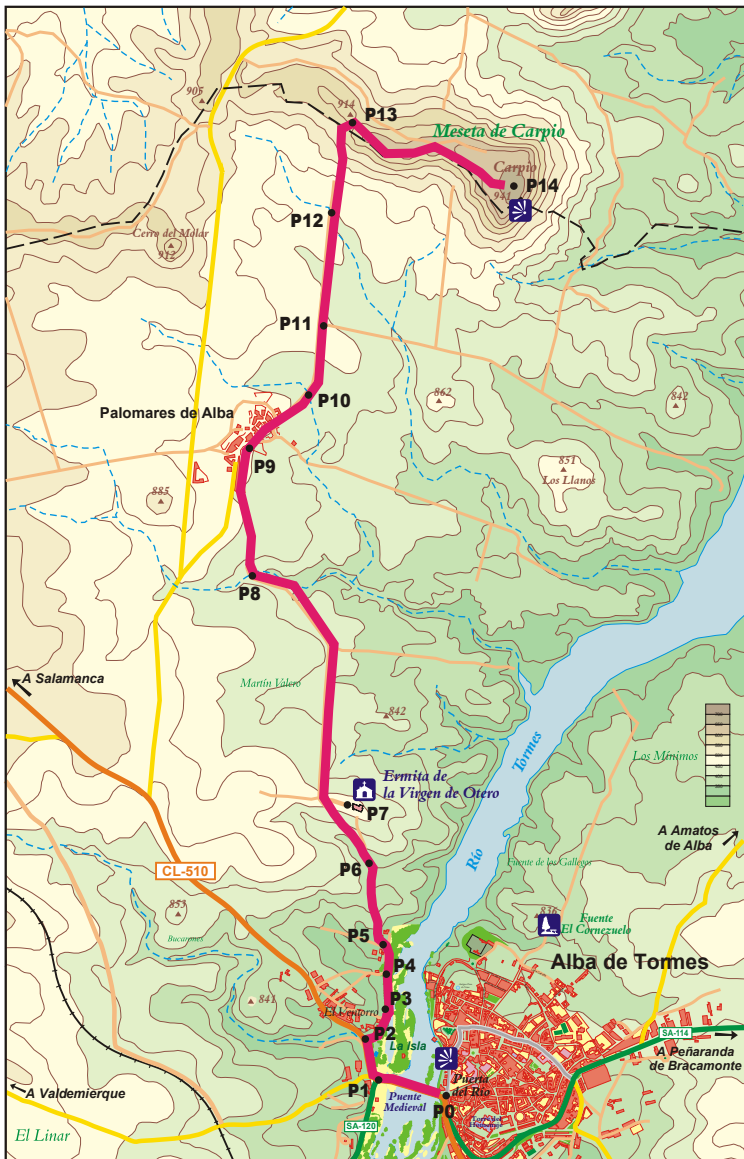 905
914
P13
Meseta de Carpio
Carpio
P14
941
P12
Cerro del Molar
912
P11
P10
862
842
Palomares de Alba
P9
851
Los Llanos
885
P8
A Salamanca
Martín Valero
842
Tormes
Los Mínimos
Ermita de
la Virgen de Otero
P7
A Amatos
de Alba
Río
P6
Fuente de los Gallegos
CL-510
853
Bucarones
836
Fuente
El Cornezuelo
P5
Alba de Tormes
P4
841
P3
El Ventorro
P2
La Isla
SA-114
A Peñaranda
de Bracamonte
P1
Puerta
del Río
A Valdemierque
Puente
Medieval
P0
SA-120
El Linar